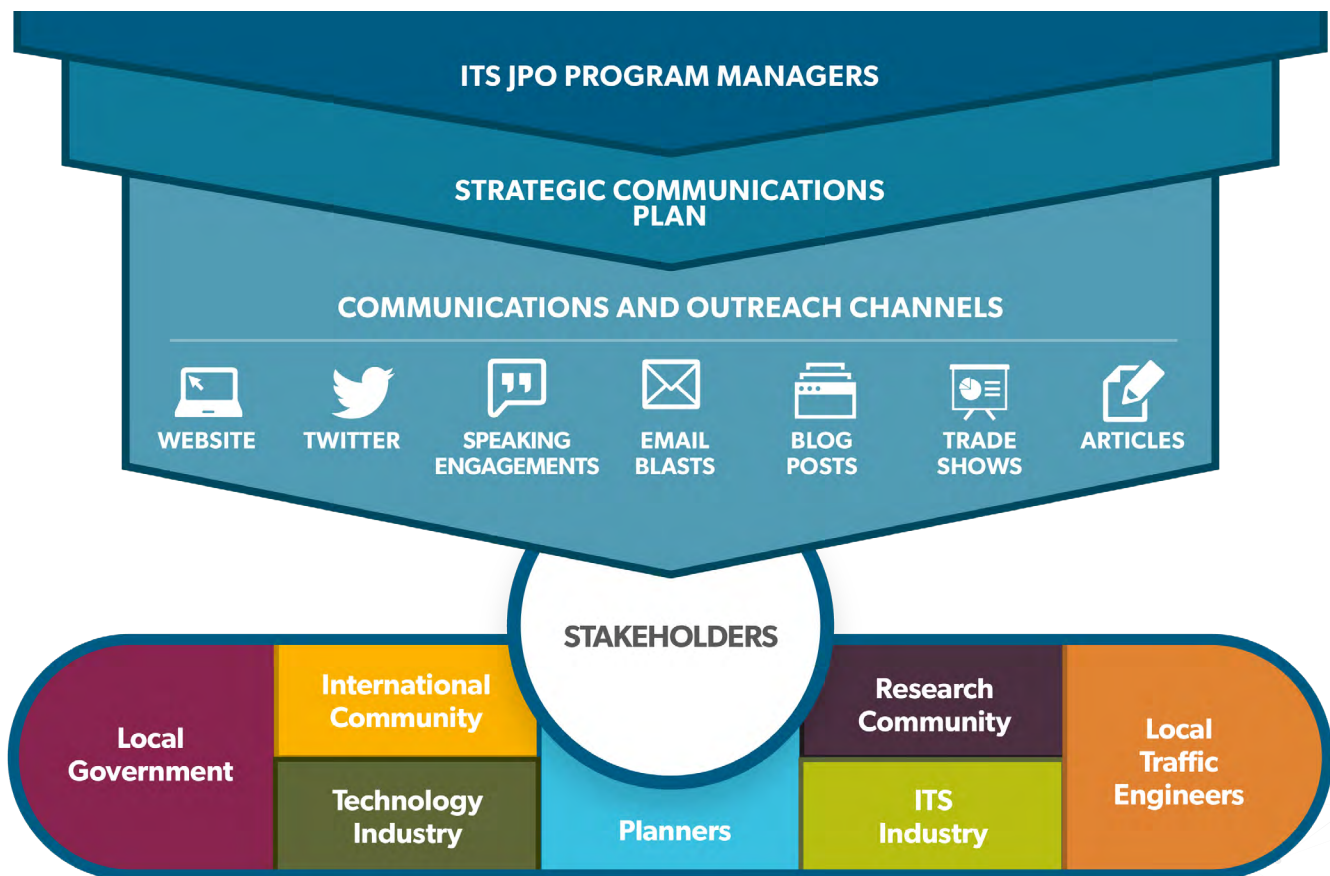 ITS JPO PROGRAM MANAGERS
STRATEGIC COMMUNICATIONS
PLAN
COMMUNICATIONS AND OUTREACH CHANNELS
WEBSITE
TWITTER
SPEAKING
ENGAGEMENTS
EMAIL
BLASTS
BLOG
POSTS
TRADE
SHOWS
ARTICLES
STAKEHOLDERS
Local
Government
International
Community
Technology
Industry
Planners
Research
Community
ITS
Industry
Local
Traffic
Engineers